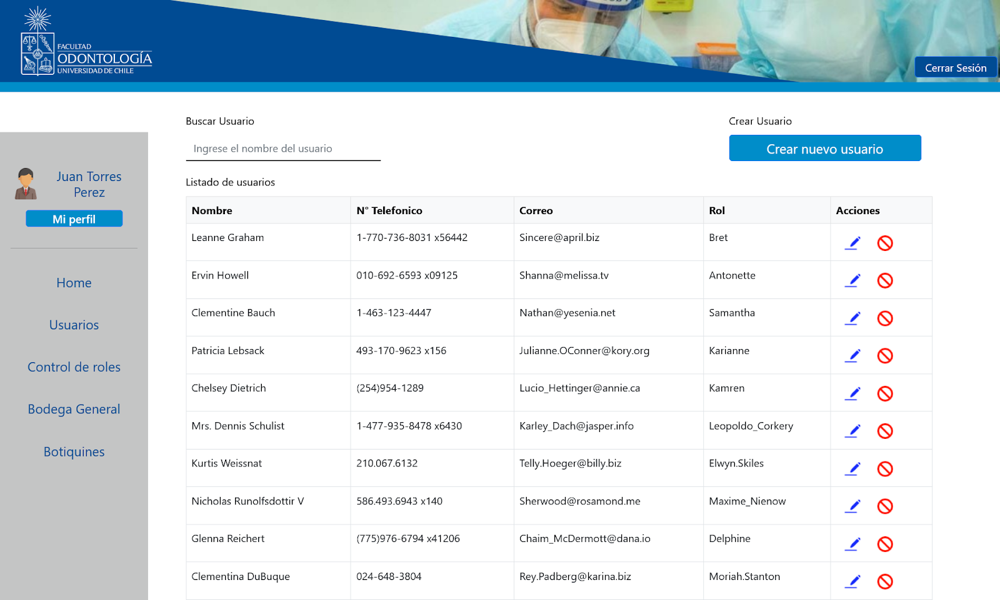 FACULTAD
ODONTOLOGÍA
UNIVERSIDAD DE CHILE
Cerrar Sesión
Juan Torres
Perez
Mi perfil
Home
Usuarios
Control de roles
Bodega General
Botiquines
Buscar Usuario
Ingrese el nombre del usuario
Crear Usuario
Crear nuevo usuario
Listado de usuarios
Nombre N° Telefonico Correo Rol Acciones
Leanne Graham 1-770-736-8031 x56442 Sincere@april.biz Bret
Ervin Howell 010-692-6593 x09125 Shanna@melissa.tv Antonette
Clementine Bauch 1-463-123-4447 Nathan@yesenia.net Samantha
Patricia Lebsack 493-170-9623 x156 Julianne.OConner@kory.org Karianne
Chelsey Dietrich (254)954-1289 Lucio_Hettinger@annie.ca Kamren
Mrs. Dennis Schulist 1-477-935-8478 x6430 Karley_Dach@jasper.info Leopoldo_Corkery
Kurtis Weissnat 210.067.6132 Telly.Hoeger@billy.biz Elwyn.Skiles
Nicholas Runolfsdottir V 586.493.6943 x140 Sherwood@rosamond.me Maxime_Nienow
Glenna Reichert (775)976-6794 x41206 Chaim_McDermott@dana.io Delphine
Clementina DuBuque 024-648-3804 Rey.Padberg@karina.biz Moriah.Stanton